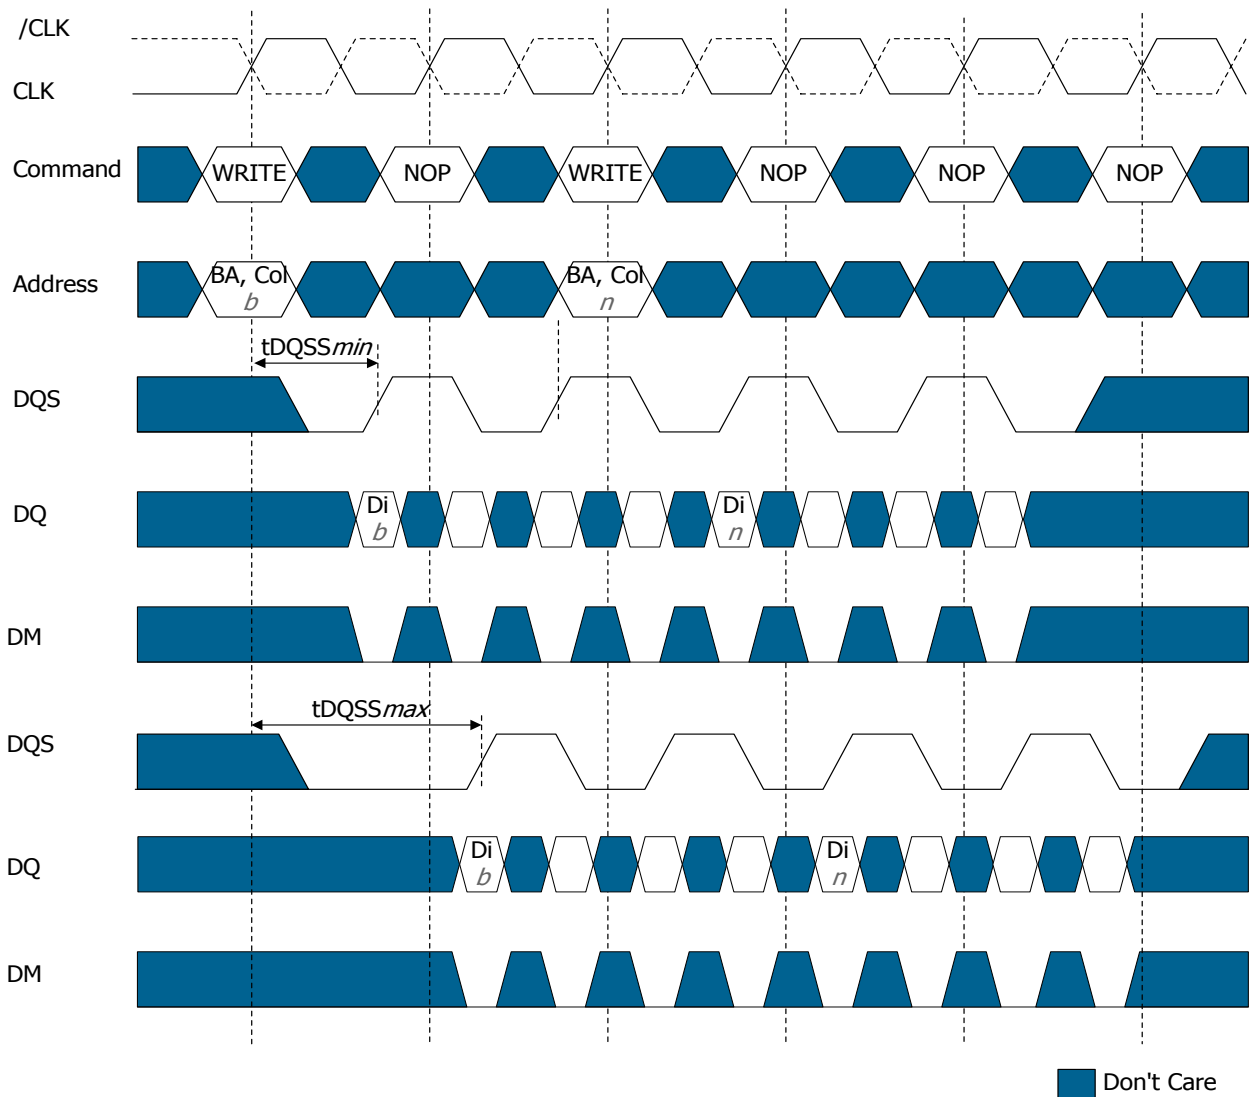 /CLK
CLK
Command
WRITE NOP WRITE NOP NOP NOP
Address
BA, Col BA, Col
b n
tDQSSmin
DQS
DQ
Di Di
b n
DM
tDQSSmax
DQS
DQ
Di Di
b n
DM
Don't Care